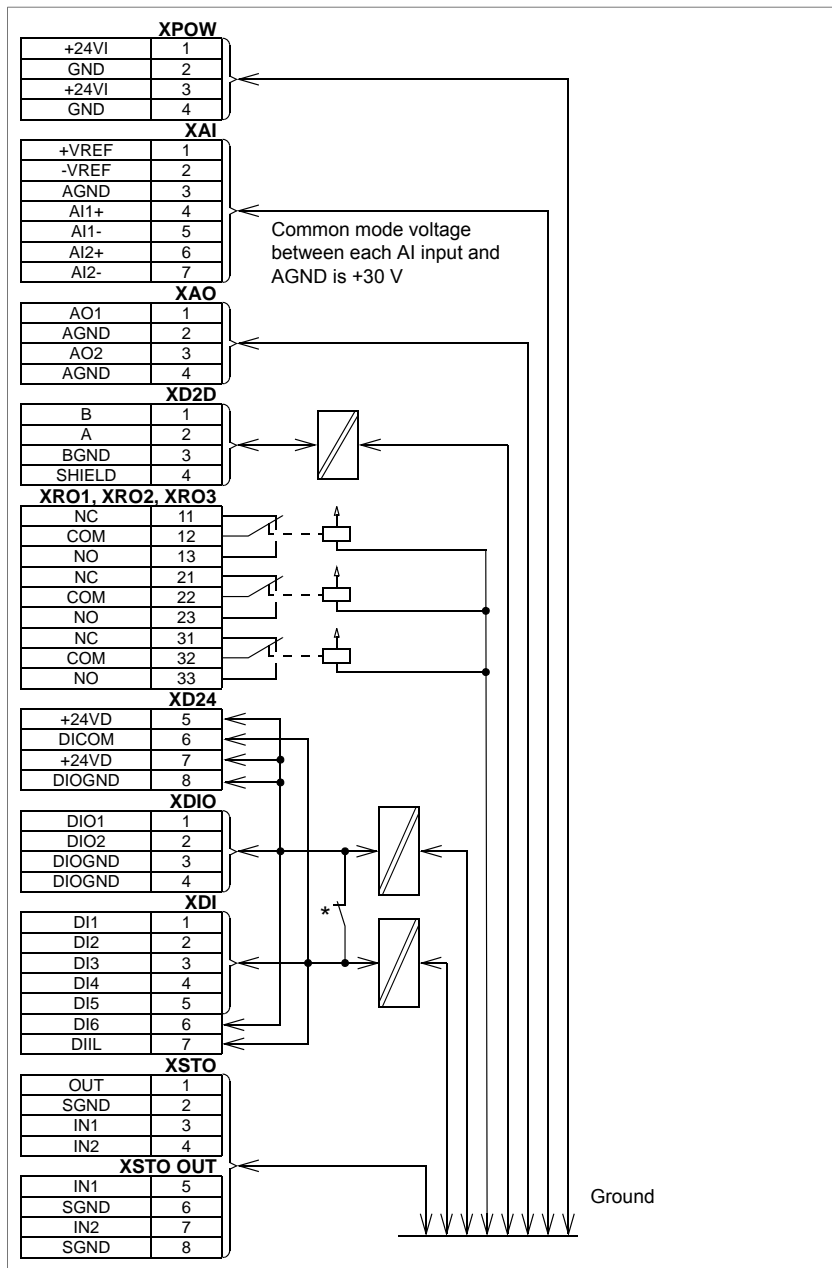 XPOW
+24VI 1
GND 2
+24VI 3
GND 4
XAI
+VREF 1
-VREF 2
AGND 3
AI1+ 4
AI1- 5
AI2+ 6
AI2- 7
Common mode voltage
between each AI input and
AGND is +30 V
XAO
AO1 1
AGND 2
AO2 3
AGND 4
XD2D
B 1
A 2
BGND 3
SHIELD 4
XRO1, XRO2, XRO3
NC 11
COM 12
NO 13
NC 21
COM 22
NO 23
NC 31
COM 32
NO 33
XD24
+24VD 5
DICOM 6
+24VD 7
DIOGND 8
XDIO
DIO1 1
DIO2 2
DIOGND 3
DIOGND 4
XDI
DI1 1
DI2 2
DI3 3
DI4 4
DI5 5
DI6 6
DIIL 7
*
XSTO
OUT 1
SGND 2
IN1 3
IN2 4
XSTO OUT
IN1 5
SGND 6
IN2 7
SGND 8
Ground